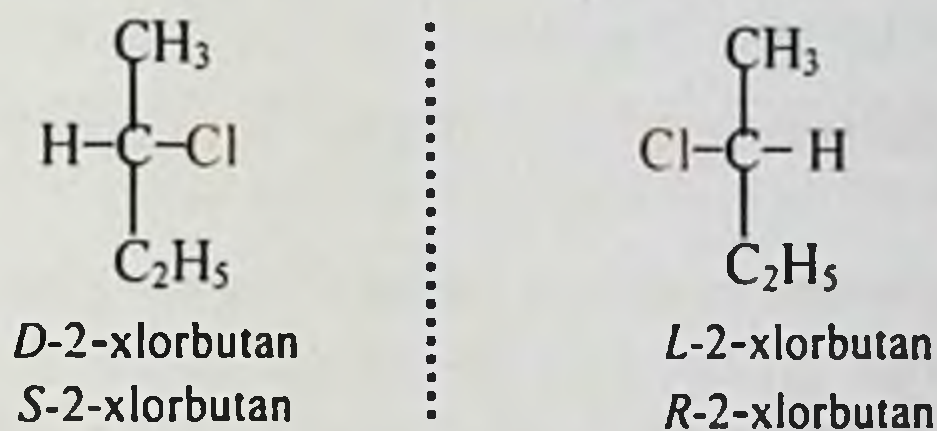 CH₃ CH₃
H–C–Cl Cl–C–H
C₂H₅ C₂H₅
D-2-xlorbutan L-2-xlorbutan
S-2-xlorbutan R-2-xlorbutan